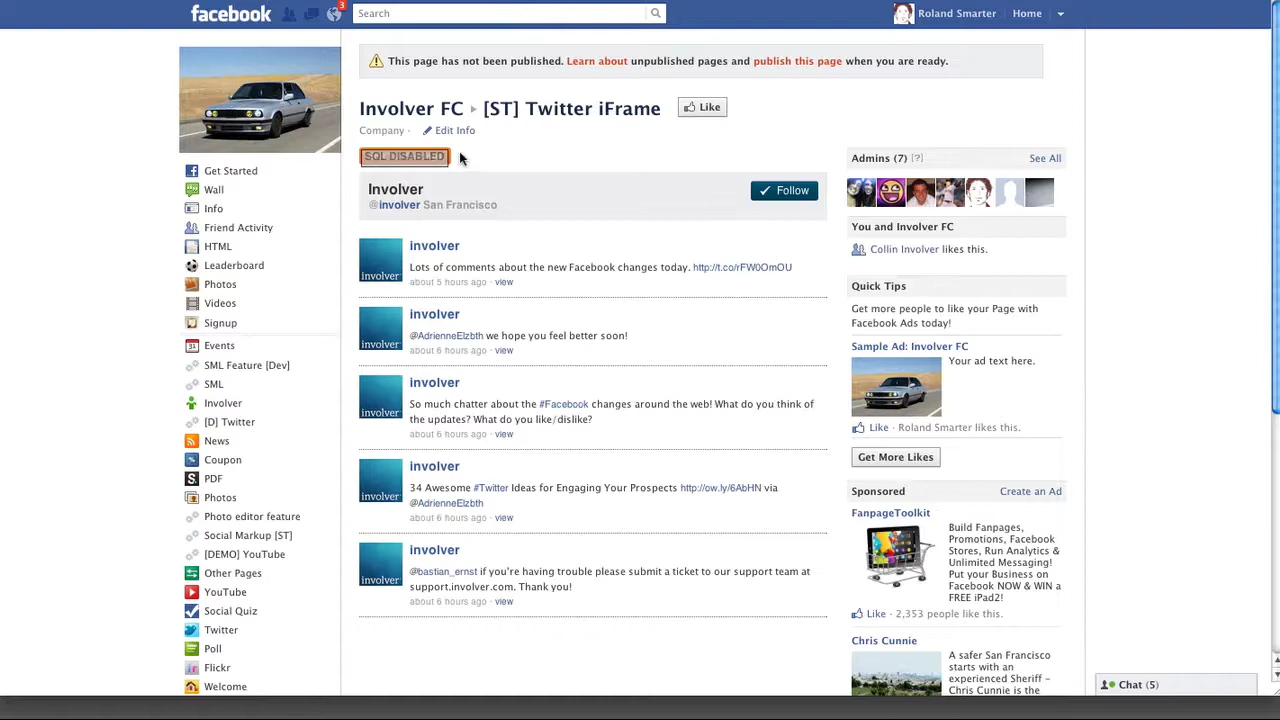 facebook
3
Search
Roland Smarter
Home
This page has not been published. Learn about unpublished pages and publish this page when you are ready.
Involver FC ▸ [ST] Twitter iFrame
Like
Company ·
Edit Info
SQL DISABLED
Involver
@involver San Francisco
Follow
involver
involver
Lots of comments about the new Facebook changes today. http://t.co/rFW0OmOU
about 5 hours ago · view
involver
involver
@AdrienneElzbth we hope you feel better soon!
about 6 hours ago · view
involver
involver
So much chatter about the #Facebook changes around the web! What do you think of
the updates? What do you like/dislike?
about 6 hours ago · view
involver
involver
34 Awesome #Twitter Ideas for Engaging Your Prospects http://ow.ly/6AbHN via
@AdrienneElzbth
about 6 hours ago · view
involver
involver
@bastian_ernst if you're having trouble please submit a ticket to our support team at
support.involver.com. Thank you!
about 6 hours ago · view
Get Started
Wall
Info
Friend Activity
HTML
Leaderboard
Photos
Videos
Signup
Events
SML Feature [Dev]
SML
Involver
[D] Twitter
News
Coupon
PDF
Photos
Photo editor feature
Social Markup [ST]
[DEMO] YouTube
Other Pages
YouTube
Social Quiz
Twitter
Poll
Flickr
Welcome
Admins (7) [?]
See All
You and Involver FC
Collin Involver likes this.
Quick Tips
Get more people to like your Page with
Facebook Ads today!
Sample Ad: Involver FC
Your ad text here.
Like · Roland Smarter likes this.
Get More Likes
Sponsored
Create an Ad
FanpageToolkit
Build Fanpages,
Promotions, Facebook
Stores, Run Analytics &
Unlimited Messaging!
Put your Business on
Facebook NOW & WIN a
FREE iPad2!
Like · 2,353 people like this.
Chris Cunnie
A safer San Francisco
starts with an
experienced Sheriff -
Chris Cunnie is the
Chat (5)